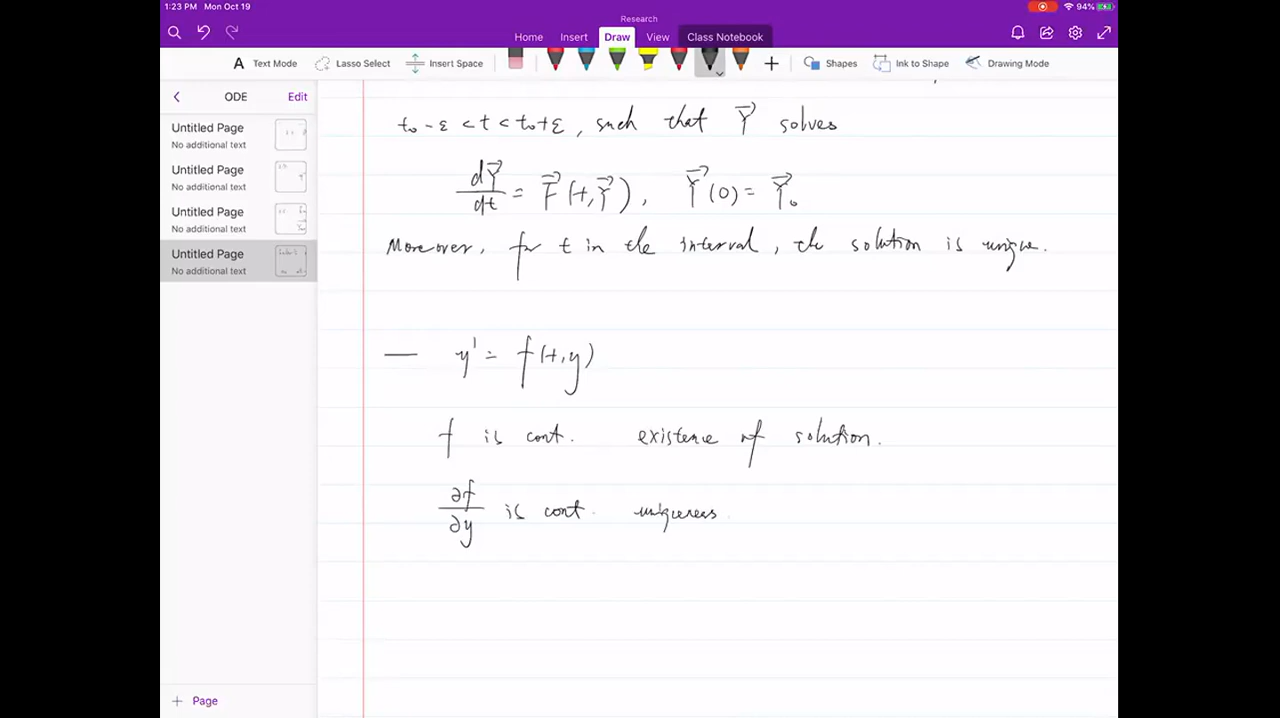 1:23 PM Mon Oct 19
94%
Research
Home Insert Draw View Class Notebook
A Text Mode Lasso Select Insert Space Shapes Ink to Shape Drawing Mode
ODE Edit
Untitled Page
No additional text
Untitled Page
No additional text
Untitled Page
No additional text
Untitled Page
No additional text
+ Page
t₀ - ε < t < t₀ + ε, such that Y⃗ solves
dY⃗/dt = F⃗(t, Y⃗), Y⃗(0) = Y⃗₀
Moreover, for t in the interval, the solution is unique.
— y' = f(t, y)
f is cont. existence of solution.
∂f/∂y is cont. uniqueness.